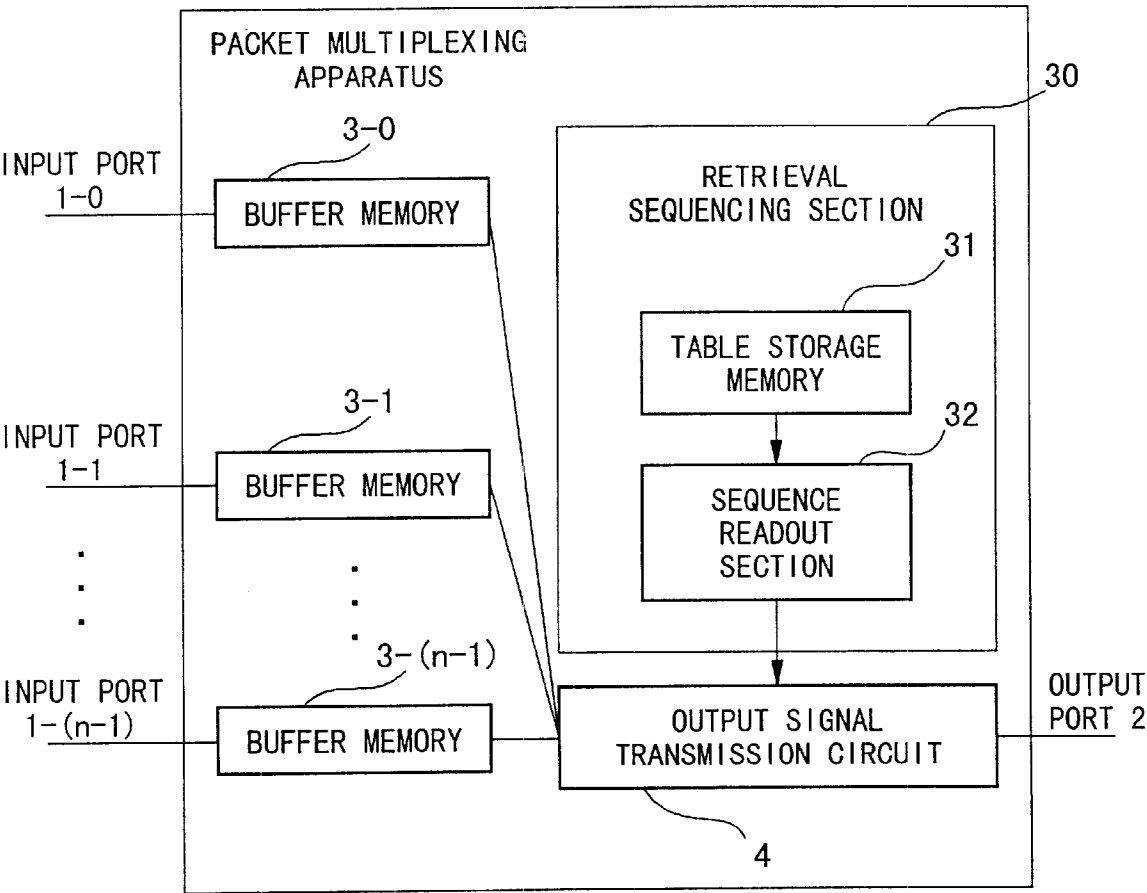 PACKET MULTIPLEXING
APPARATUS
30
3-0
INPUT PORT
1-0
BUFFER MEMORY
RETRIEVAL
SEQUENCING SECTION
31
TABLE STORAGE
MEMORY
3-1
INPUT PORT
1-1
BUFFER MEMORY
32
SEQUENCE
READOUT
SECTION
3-(n-1)
INPUT PORT
1-(n-1)
BUFFER MEMORY
OUTPUT SIGNAL
TRANSMISSION CIRCUIT
OUTPUT
PORT 2
4